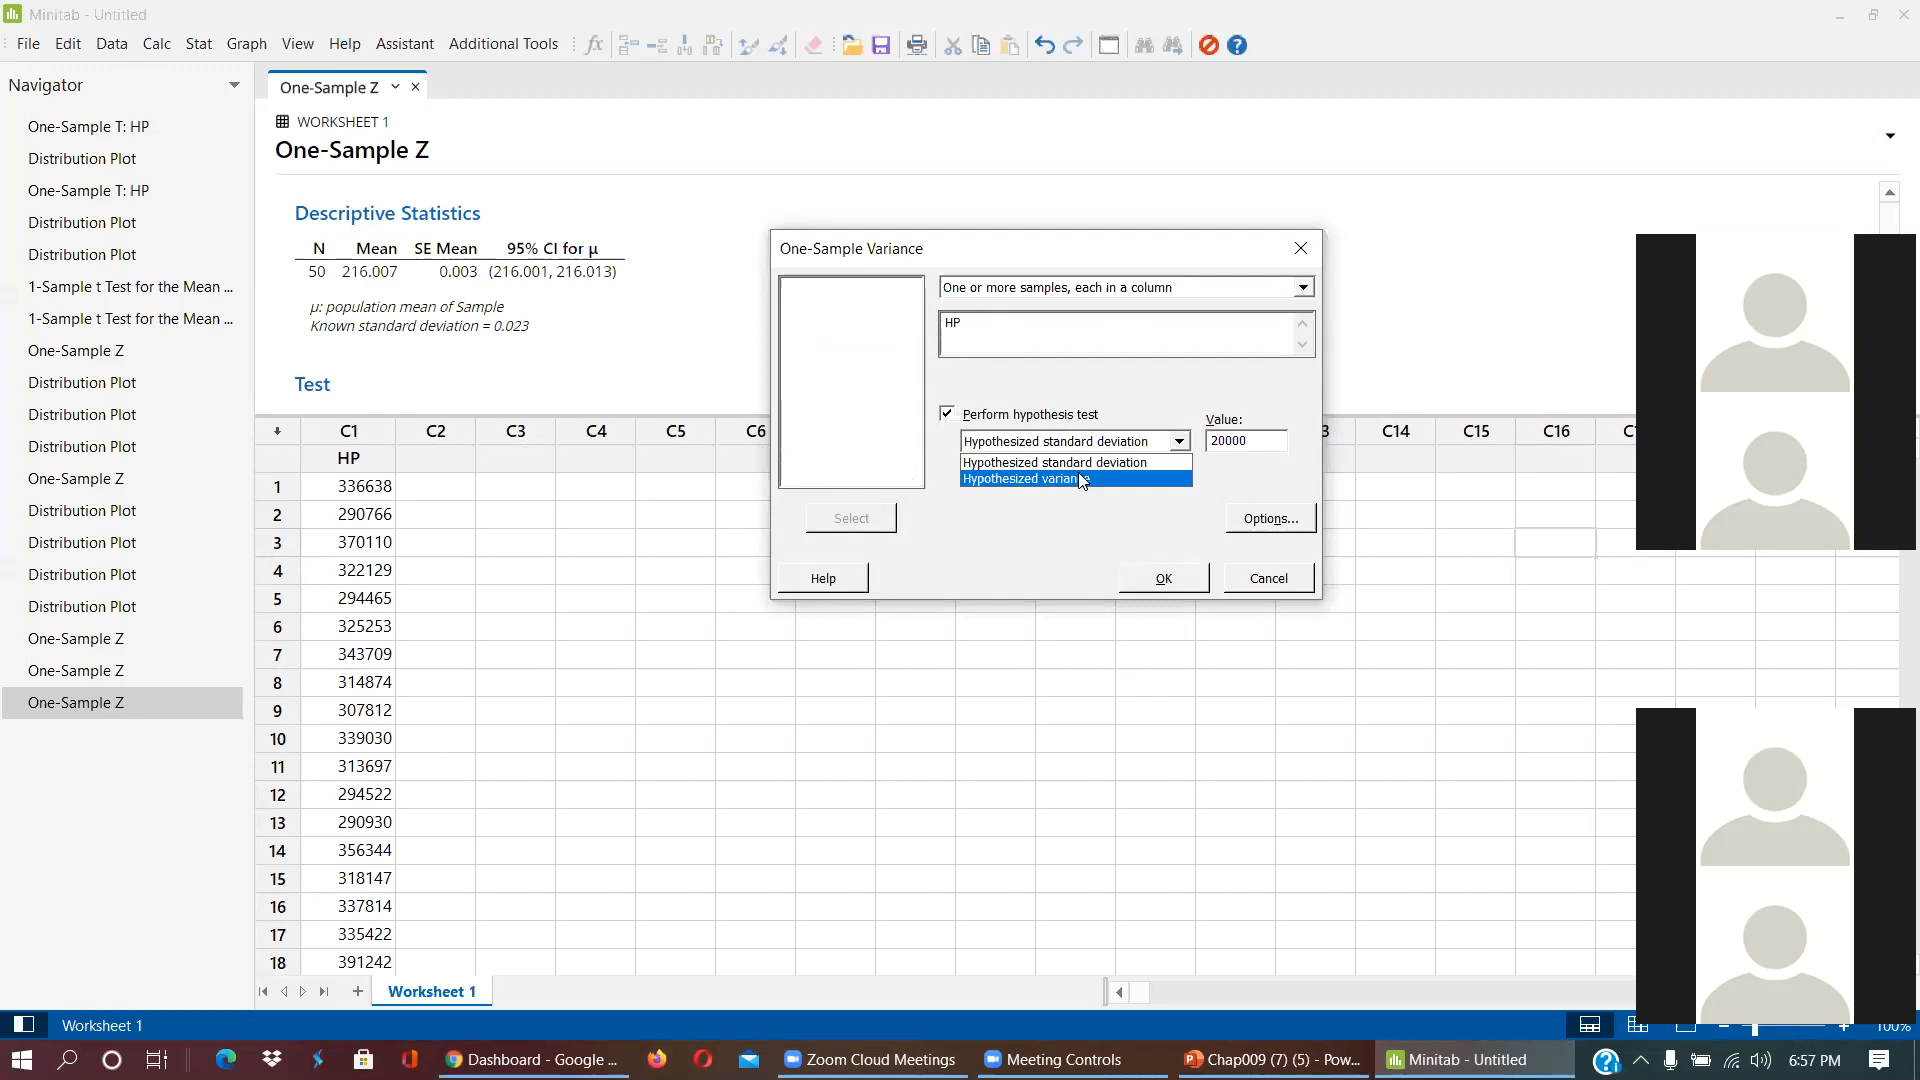 Minitab - Untitled
File Edit Data Calc Stat Graph View Help Assistant Additional Tools
Navigator
One-Sample T: HP
Distribution Plot
One-Sample T: HP
Distribution Plot
Distribution Plot
1-Sample t Test for the Mean ...
1-Sample t Test for the Mean ...
One-Sample Z
Distribution Plot
Distribution Plot
Distribution Plot
One-Sample Z
Distribution Plot
Distribution Plot
Distribution Plot
Distribution Plot
One-Sample Z
One-Sample Z
One-Sample Z
One-Sample Z
WORKSHEET 1
One-Sample Z
Descriptive Statistics
N Mean SE Mean 95% CI for μ
50 216.007 0.003 (216.001, 216.013)
μ: population mean of Sample
Known standard deviation = 0.023
Test
One-Sample Variance
One or more samples, each in a column
HP
Perform hypothesis test
Value:
Hypothesized standard deviation
20000
Hypothesized standard deviation
Hypothesized variance
Select
Options...
Help
OK
Cancel
C1 C2 C3 C4 C5 C6 3 C14 C15 C16
HP
1 336638
2 290766
3 370110
4 322129
5 294465
6 325253
7 343709
8 314874
9 307812
10 339030
11 313697
12 294522
13 290930
14 356344
15 318147
16 337814
17 335422
18 391242
Worksheet 1
Worksheet 1
100%
Dashboard - Google ...
Zoom Cloud Meetings
Meeting Controls
Chap009 (7) (5) - Pow...
Minitab - Untitled
6:57 PM